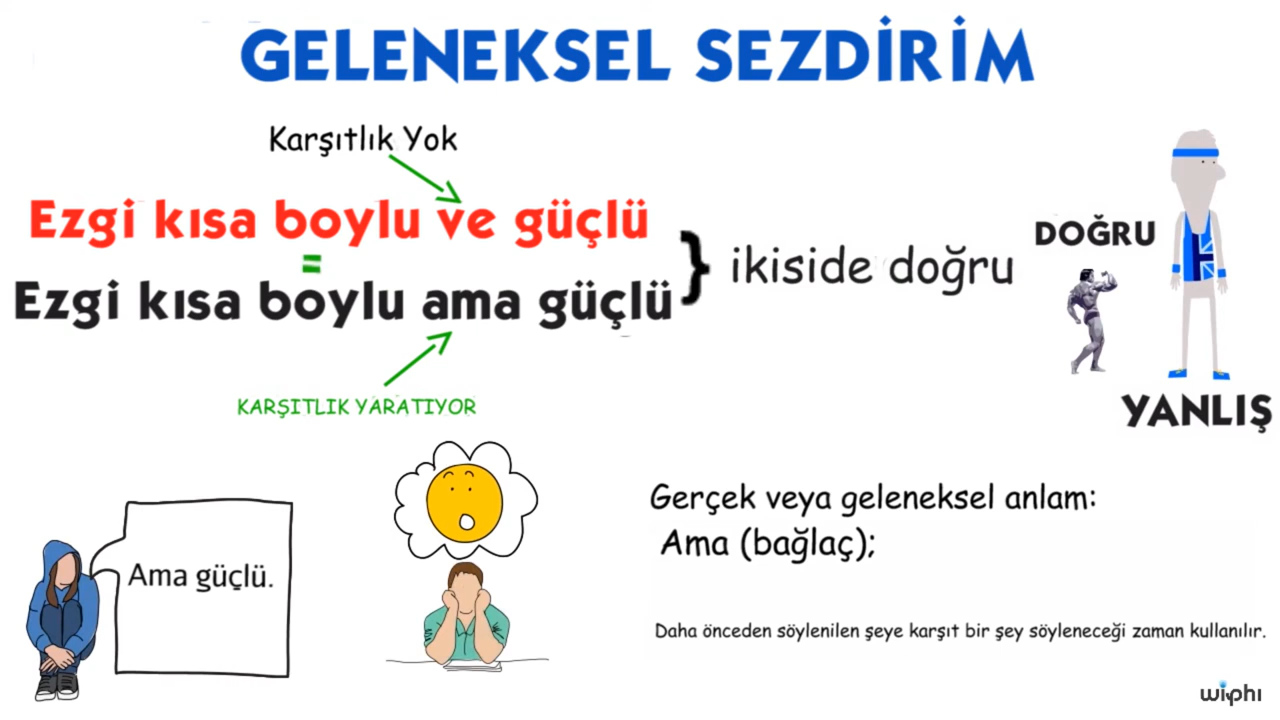 GELENEKSEL SEZDİRİM
Karşıtlık Yok
Ezgi kısa boylu ve güçlü
=
Ezgi kısa boylu ama güçlü
} ikiside doğru
KARŞITLIK YARATIYOR
DOĞRU
YANLIŞ
Ama güçlü.
Gerçek veya geleneksel anlam:
Ama (bağlaç);
Daha önceden söylenilen şeye karşıt bir şey söyleneceği zaman kullanılır.
wiphi